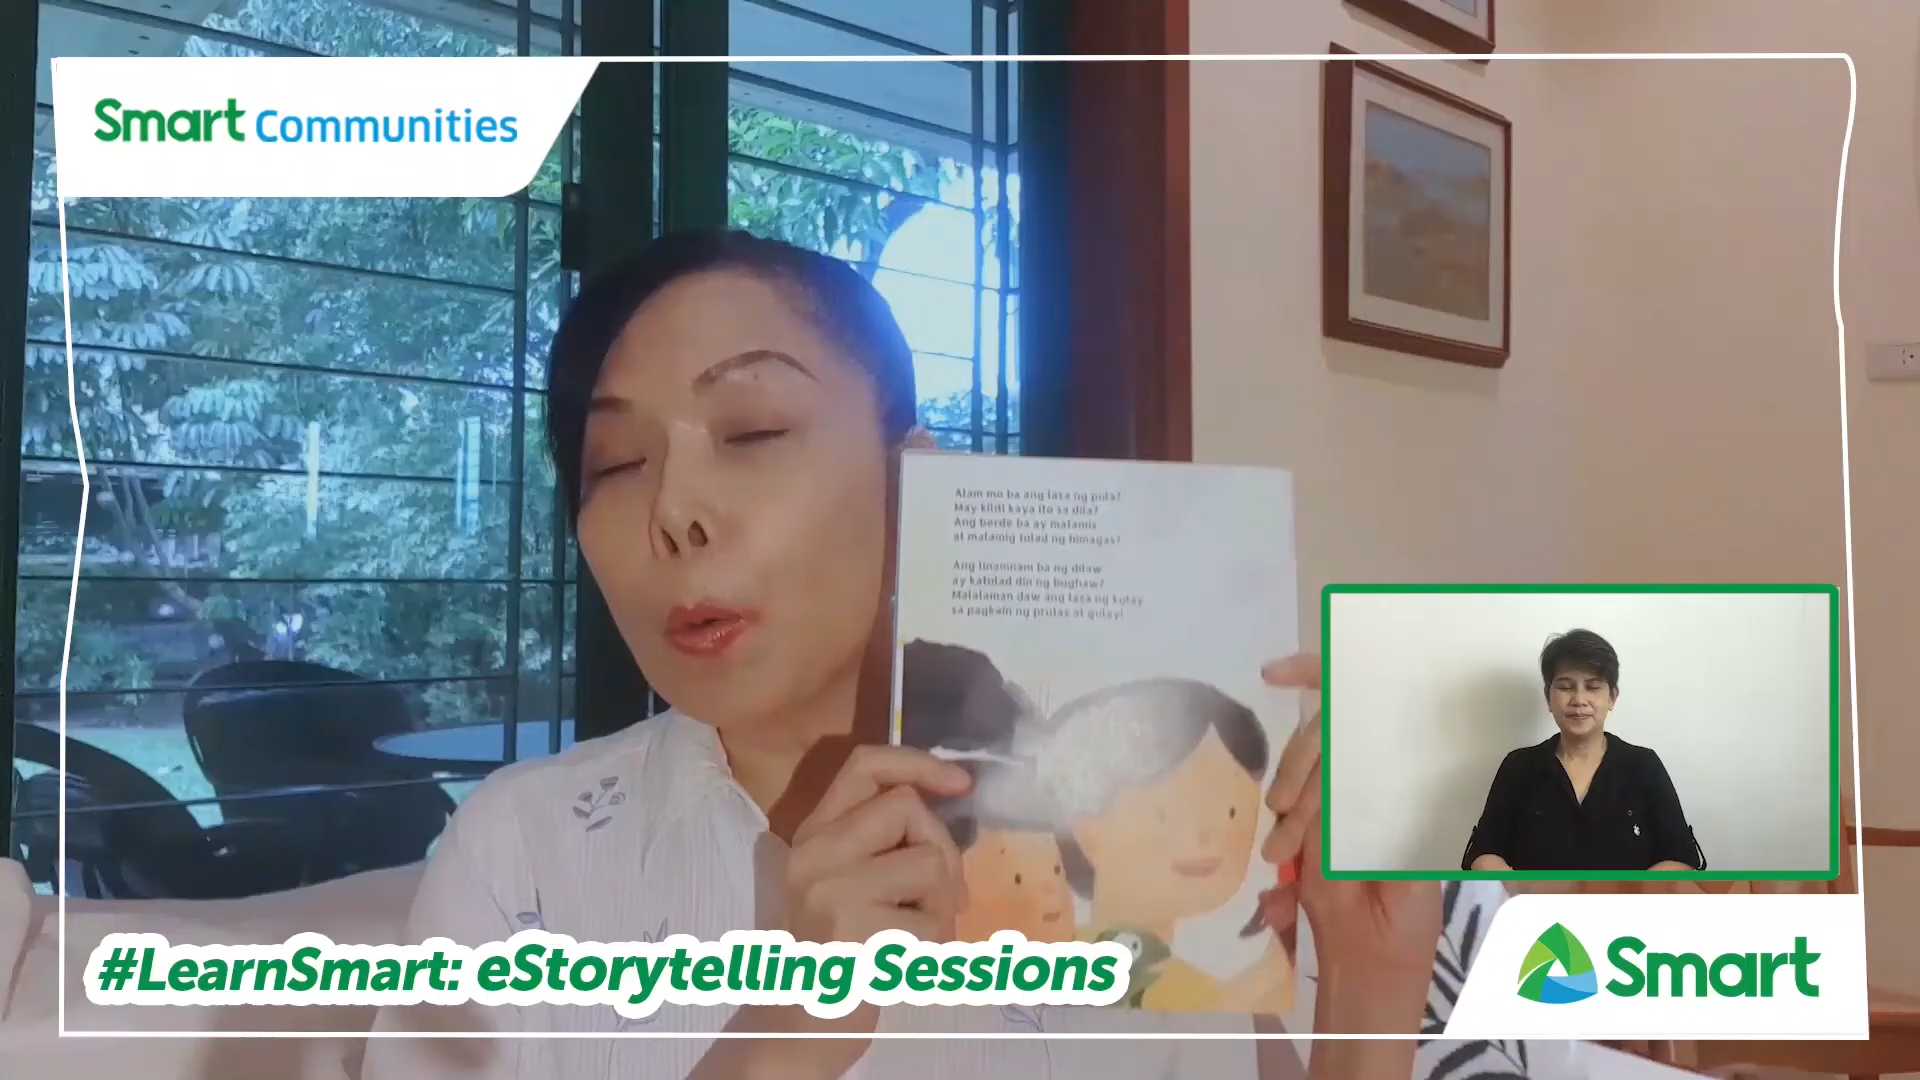 Smart Communities
Alam mo ba ang lasa ng pula?
May kiliti kaya ito sa dila?
Ang berde ba ay matamis
at malamig tulad ng himagas?
Ang linamnam ba ng dilaw
ay katulad din ng bughaw?
Malalaman daw ang lasa ng kulay
sa pagkain ng prutas at gulay!
#LearnSmart: eStorytelling Sessions
Smart